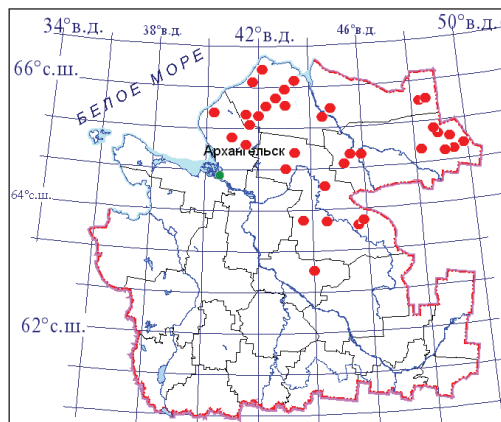 34°в.д.
38°в.д.
42°в.д.
46°в.д.
50°в.д.
66°с.ш.
БЕЛОЕ МОРЕ
Архангельск
64°с.ш.
62°с.ш.